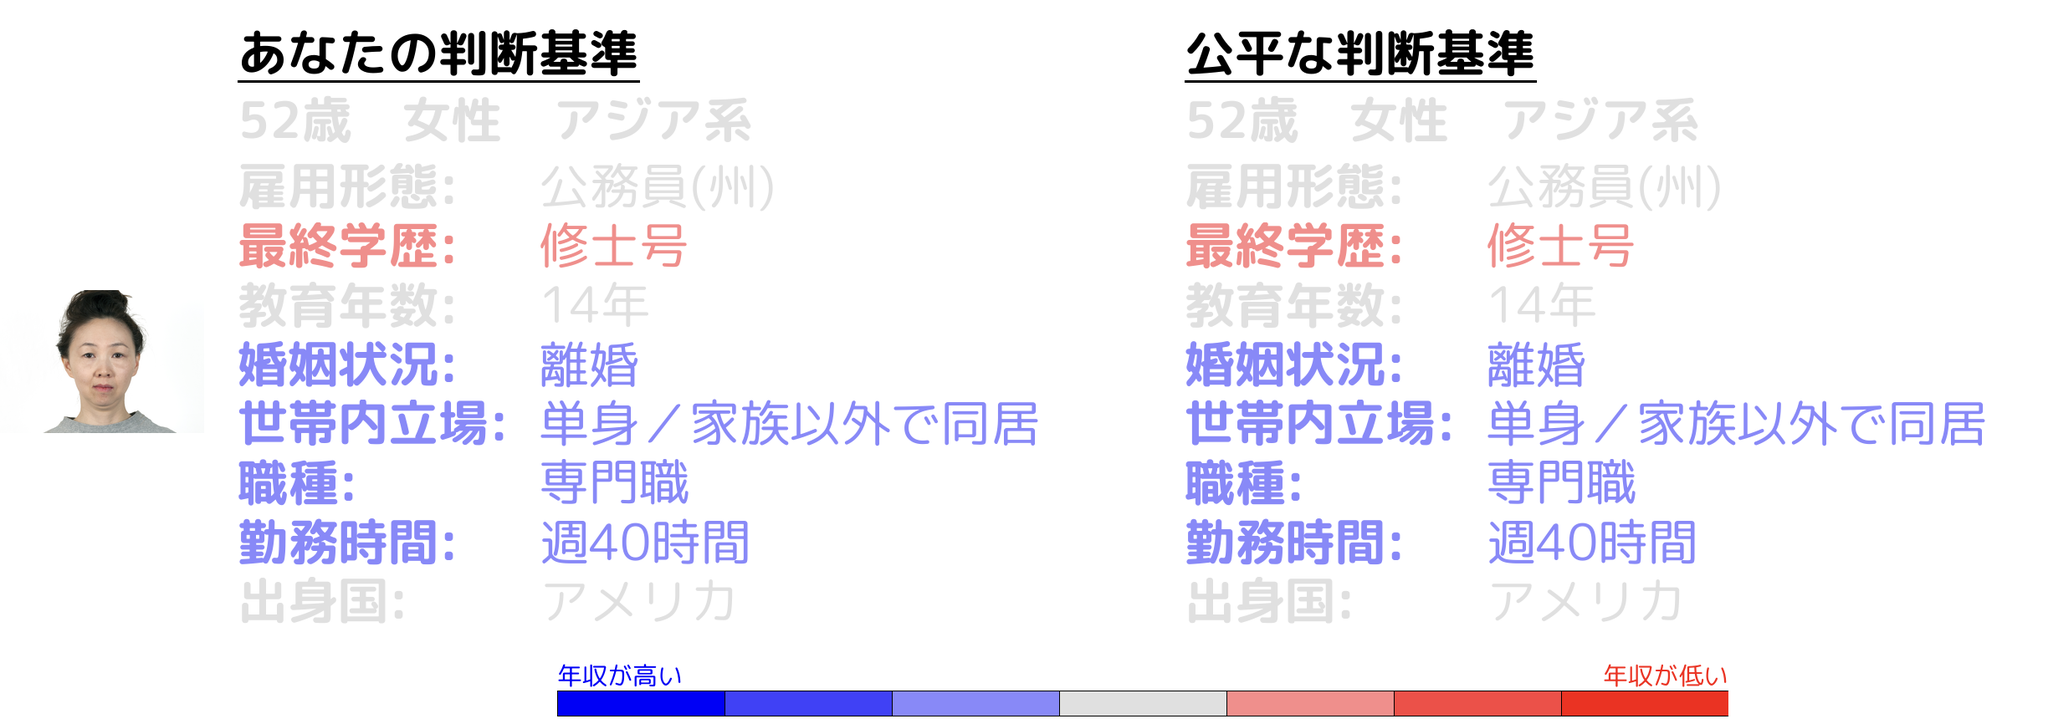 あなたの判断基準
52歳　女性　アジア系
雇用形態: 公務員(州)
最終学歴: 修士号
教育年数: 14年
婚姻状況: 離婚
世帯内立場: 単身／家族以外で同居
職種: 専門職
勤務時間: 週40時間
出身国: アメリカ
公平な判断基準
52歳　女性　アジア系
雇用形態: 公務員(州)
最終学歴: 修士号
教育年数: 14年
婚姻状況: 離婚
世帯内立場: 単身／家族以外で同居
職種: 専門職
勤務時間: 週40時間
出身国: アメリカ
年収が高い
年収が低い